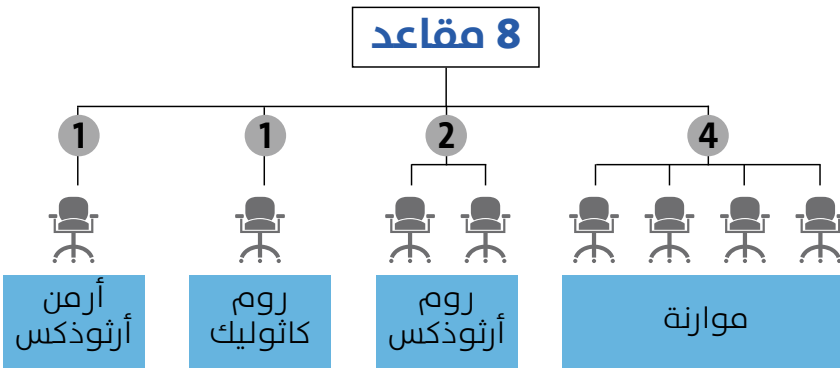 8 مقاعد
4
2
1
1
موارنة
روم
أرثوذكس
روم
كاثوليك
أرمن
أرثوذكس